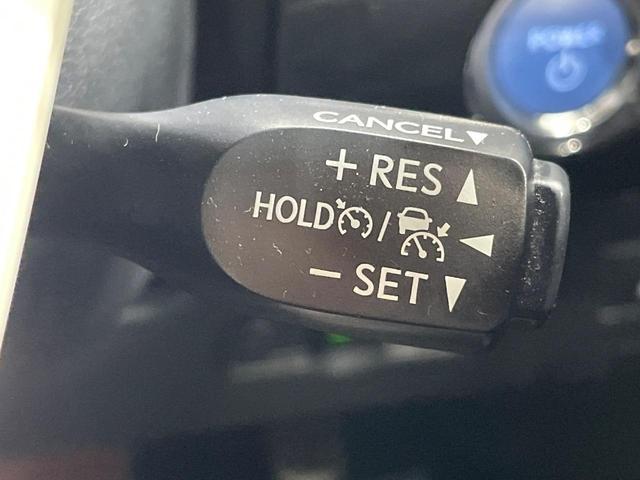 POWER
CANCEL▼
+ RES ▲
HOLD / ◀
− SET ▼